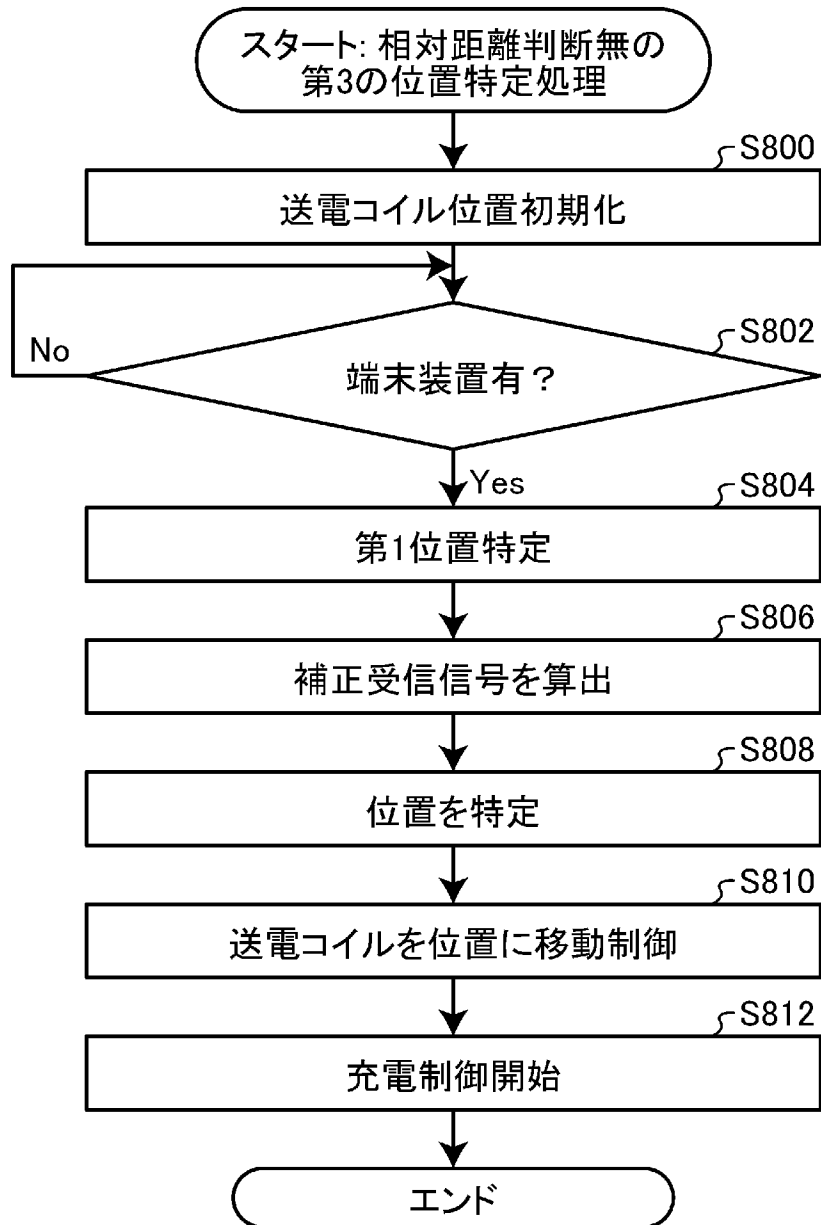 スタート: 相対距離判断無の
第3の位置特定処理
S800
送電コイル位置初期化
S802
No
端末装置有？
Yes
S804
第1位置特定
S806
補正受信信号を算出
S808
位置を特定
S810
送電コイルを位置に移動制御
S812
充電制御開始
エンド